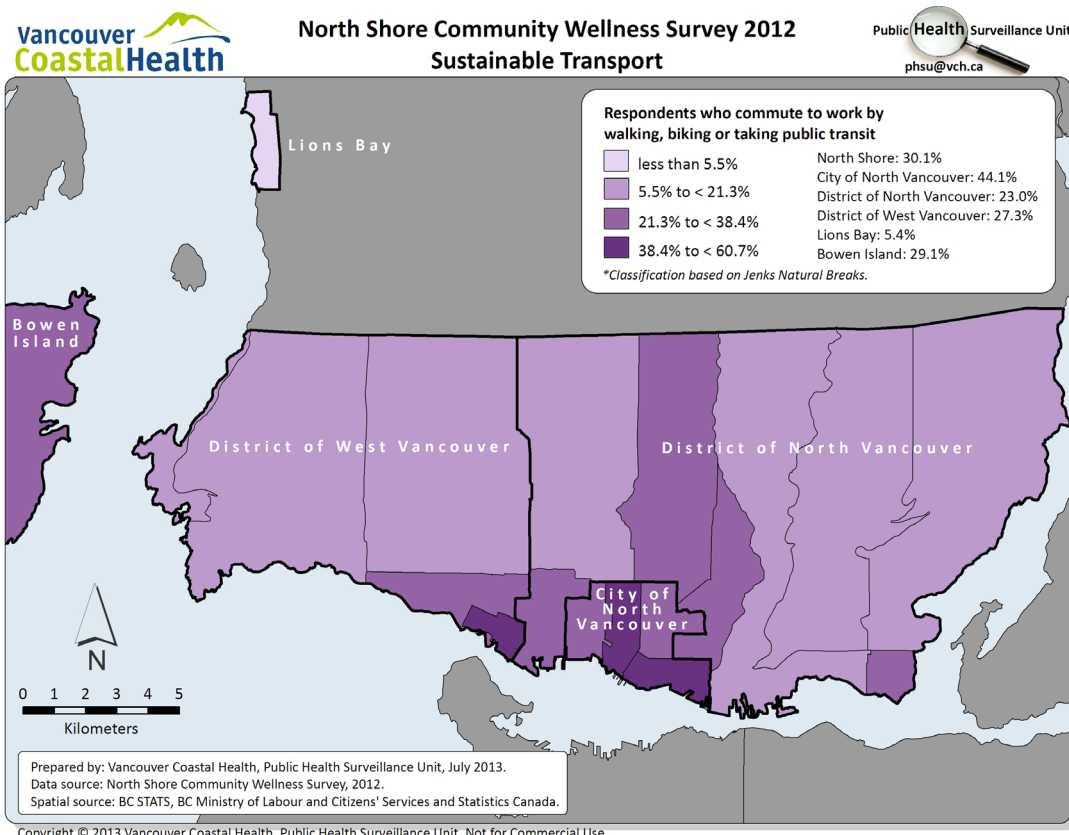 Vancouver
CoastalHealth
North Shore Community Wellness Survey 2012
Sustainable Transport
Public Health Surveillance Unit
phsu@vch.ca
Respondents who commute to work by
walking, biking or taking public transit
less than 5.5%
5.5% to < 21.3%
21.3% to < 38.4%
38.4% to < 60.7%
North Shore: 30.1%
City of North Vancouver: 44.1%
District of North Vancouver: 23.0%
District of West Vancouver: 27.3%
Lions Bay: 5.4%
Bowen Island: 29.1%
*Classification based on Jenks Natural Breaks.
Lions Bay
Bowen
Island
District of West Vancouver
District of North Vancouver
City of
North
Vancouver
N
0 1 2 3 4 5
Kilometers
Prepared by: Vancouver Coastal Health, Public Health Surveillance Unit, July 2013.
Data source: North Shore Community Wellness Survey, 2012.
Spatial source: BC STATS, BC Ministry of Labour and Citizens' Services and Statistics Canada.
Copyright © 2013 Vancouver Coastal Health, Public Health Surveillance Unit. Not for Commercial Use